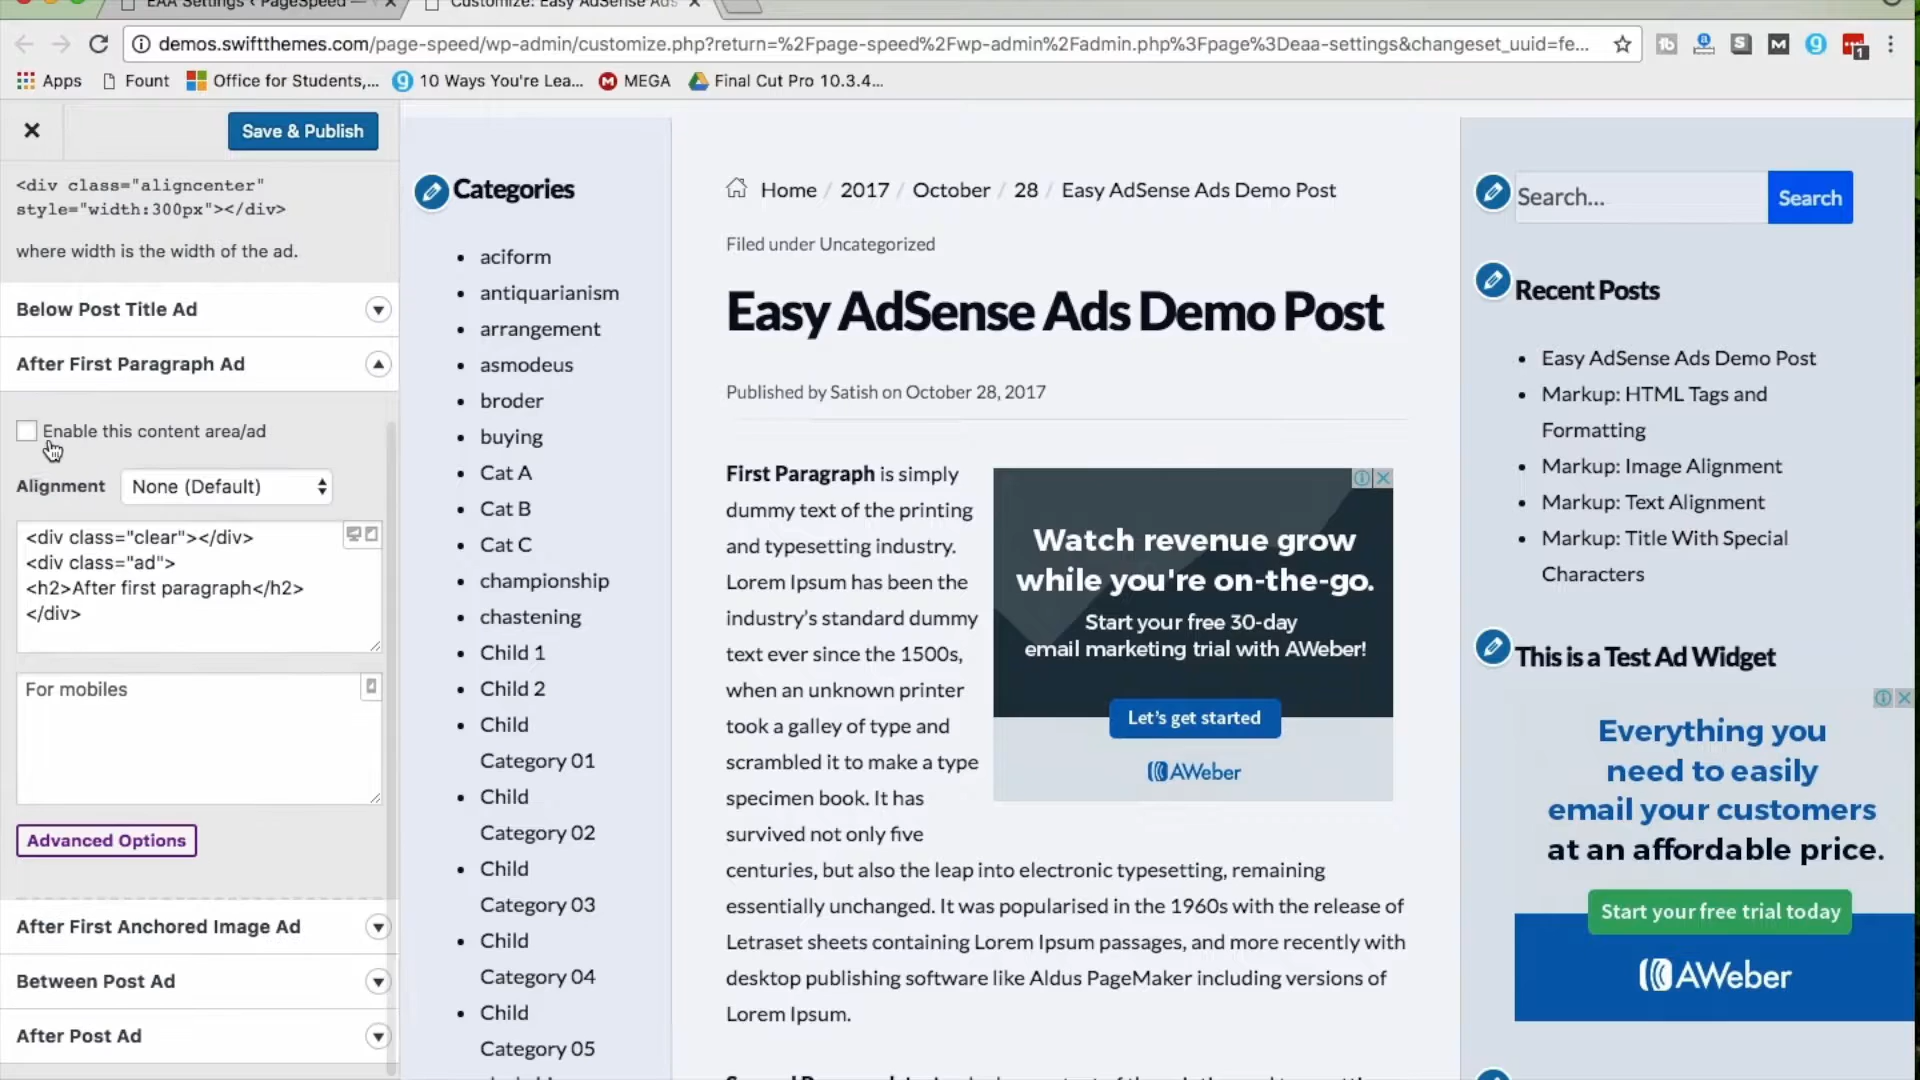 EAA Settings ‹ PageSpeed —
Customize: Easy AdSense Ads
demos.swiftthemes.com/page-speed/wp-admin/customize.php?return=%2Fpage-speed%2Fwp-admin%2Fadmin.php%3Fpage%3Deaa-settings&changeset_uuid=fe...
Apps
Fount
Office for Students,...
10 Ways You're Lea...
MEGA
Final Cut Pro 10.3.4...
Save & Publish
<div class="aligncenter"
style="width:300px"></div>
where width is the width of the ad.
Below Post Title Ad
After First Paragraph Ad
Enable this content area/ad
Alignment
None (Default)
<div class="clear"></div>
<div class="ad">
<h2>After first paragraph</h2>
</div>
For mobiles
Advanced Options
After First Anchored Image Ad
Between Post Ad
After Post Ad
Categories
aciform
antiquarianism
arrangement
asmodeus
broder
buying
Cat A
Cat B
Cat C
championship
chastening
Child 1
Child 2
Child
Category 01
Child
Category 02
Child
Category 03
Child
Category 04
Child
Category 05
Home / 2017 / October / 28 / Easy AdSense Ads Demo Post
Filed under Uncategorized
Easy AdSense Ads Demo Post
Published by Satish on October 28, 2017
First Paragraph is simply
dummy text of the printing
and typesetting industry.
Lorem Ipsum has been the
industry's standard dummy
text ever since the 1500s,
when an unknown printer
took a galley of type and
scrambled it to make a type
specimen book. It has
survived not only five
centuries, but also the leap into electronic typesetting, remaining
essentially unchanged. It was popularised in the 1960s with the release of
Letraset sheets containing Lorem Ipsum passages, and more recently with
desktop publishing software like Aldus PageMaker including versions of
Lorem Ipsum.
Watch revenue grow
while you're on-the-go.
Start your free 30-day
email marketing trial with AWeber!
Let's get started
AWeber
Search...
Search
Recent Posts
Easy AdSense Ads Demo Post
Markup: HTML Tags and
Formatting
Markup: Image Alignment
Markup: Text Alignment
Markup: Title With Special
Characters
This is a Test Ad Widget
Everything you
need to easily
email your customers
at an affordable price.
Start your free trial today
AWeber